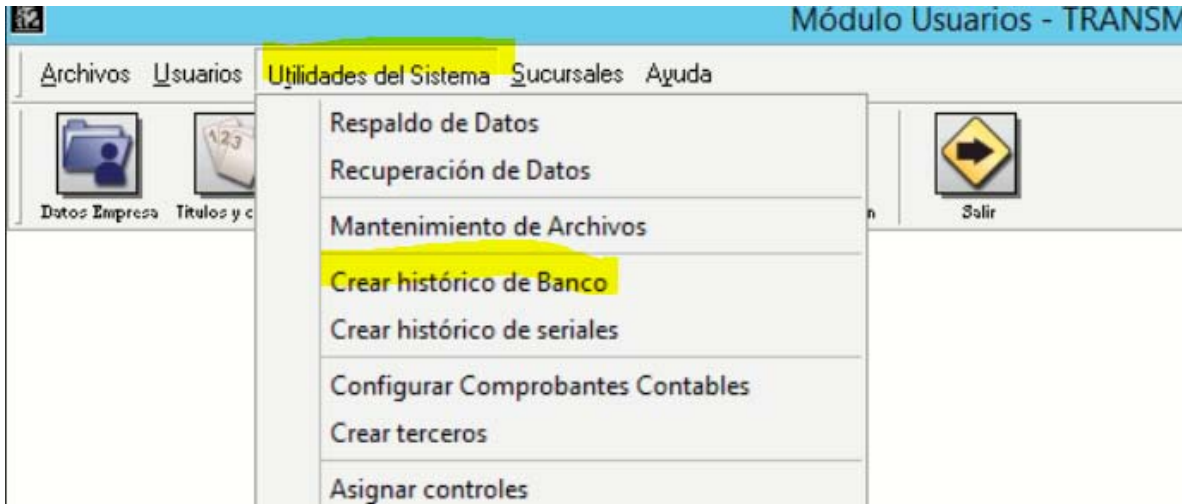 Módulo Usuarios - TRANSM
Archivos Usuarios Utilidades del Sistema Sucursales Ayuda
Datos Empresa Titulos y c
Salir
Respaldo de Datos
Recuperación de Datos
Mantenimiento de Archivos
Crear histórico de Banco
Crear histórico de seriales
Configurar Comprobantes Contables
Crear terceros
Asignar controles